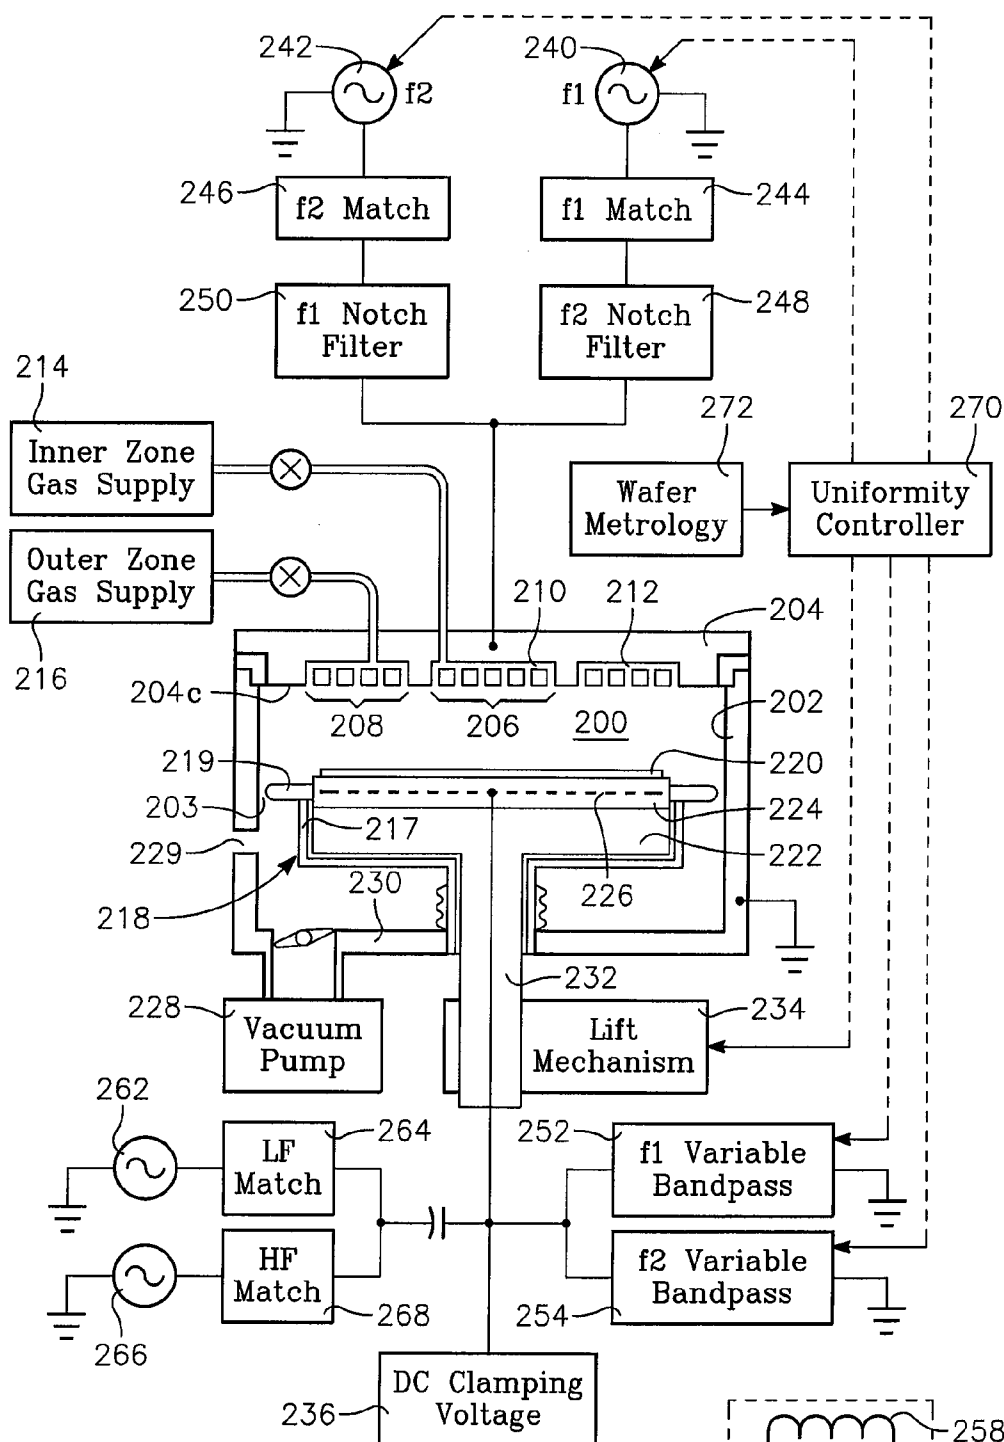 242
240
f2
f1
246
f2 Match
f1 Match
244
250
f1 Notch
Filter
f2 Notch
Filter
248
214
272
270
Inner Zone
Gas Supply
Wafer
Metrology
Uniformity
Controller
Outer Zone
Gas Supply
210
212
204
216
204c
208
206
200
202
219
220
203
217
224
229
222
218
230
226
232
228
Vacuum
Pump
234
Lift
Mechanism
262
264
252
LF
Match
f1 Variable
Bandpass
HF
Match
f2 Variable
Bandpass
266
268
254
236
DC Clamping
Voltage
258